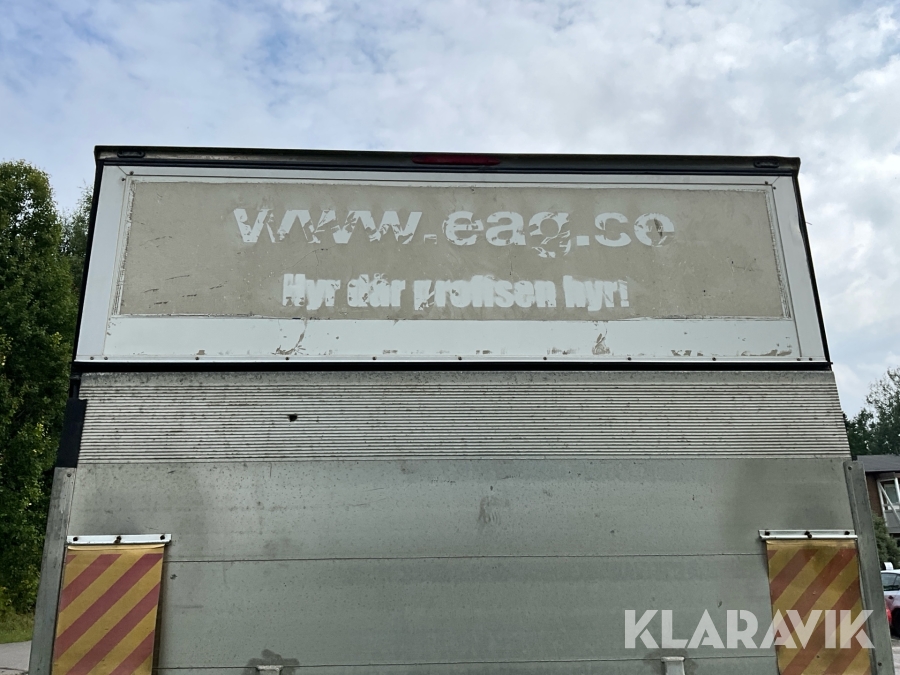 www.eag.se
Hyr där proffsen hyr!
KLARAVIK